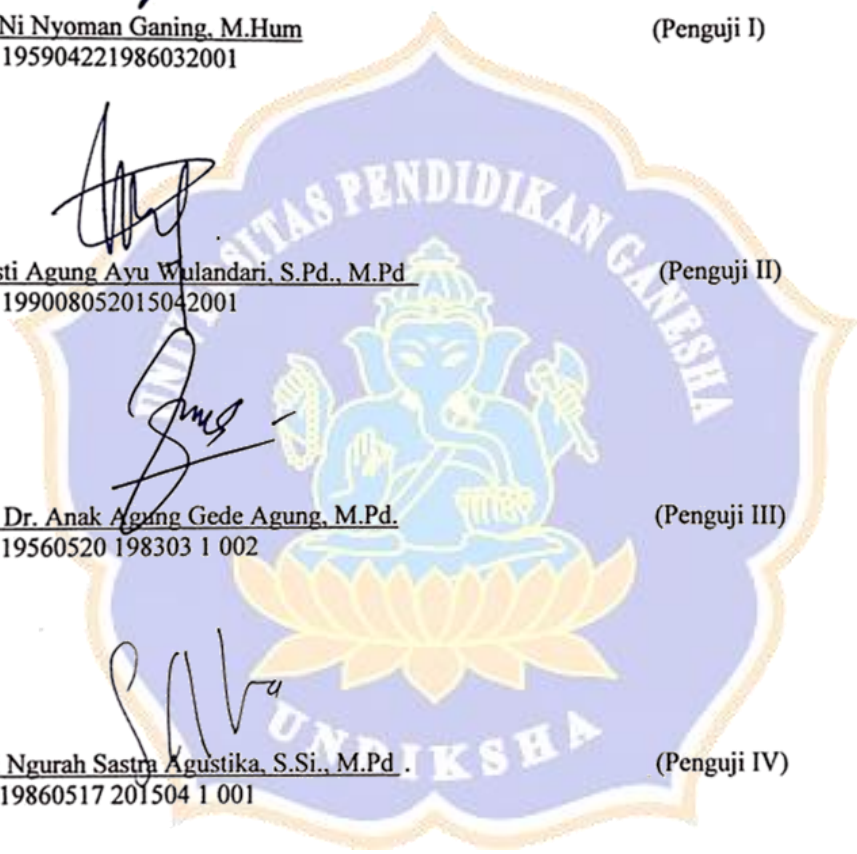 Ni Nyoman Ganing, M.Hum (Penguji I)
195904221986032001
UNIVERSITAS PENDIDIKAN GANESHA
sti Agung Ayu Wulandari, S.Pd., M.Pd (Penguji II)
199008052015042001
Dr. Anak Agung Gede Agung, M.Pd. (Penguji III)
19560520 198303 1 002
Ngurah Sastra Agustika, S.Si., M.Pd . (Penguji IV)
19860517 201504 1 001
UNDIKSHA